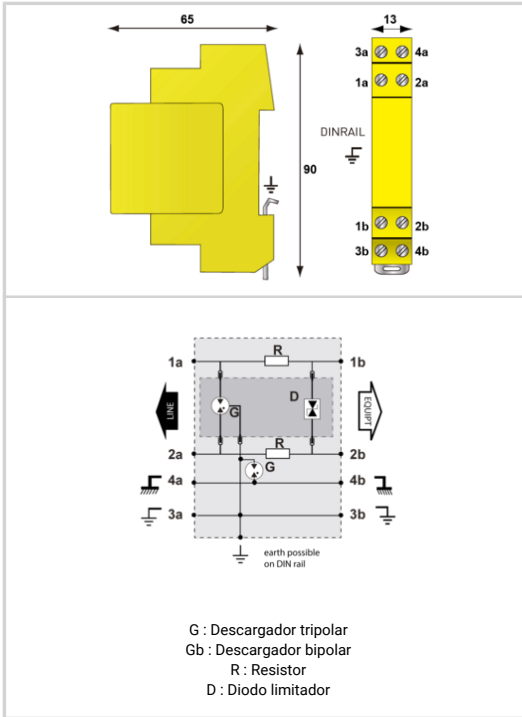 65
13
3a 4a
1a 2a
DINRAIL
90
1b 2b
3b 4b
R
1a 1b
D
G
LINE
EQUIPT
R
2a 2b
G
4a 4b
3a 3b
earth possible
on DIN rail
G : Descargador tripolar
Gb : Descargador bipolar
R : Resistor
D : Diodo limitador